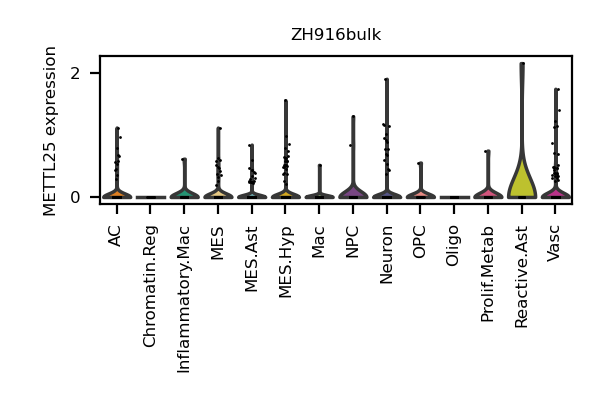 ZH916bulk
METTL25 expression
2
0
AC
Chromatin.Reg
Inflammatory.Mac
MES
MES.Ast
MES.Hyp
Mac
NPC
Neuron
OPC
Oligo
Prolif.Metab
Reactive.Ast
Vasc